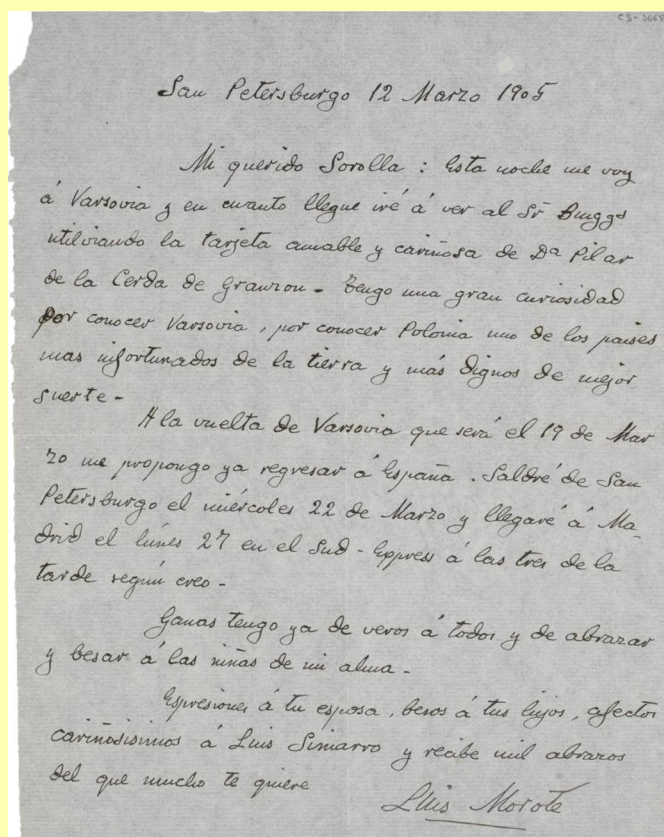 CS-3668
San Petersburgo 12 Marzo 1905
Mi querido Sorolla: Esta noche me voy
á Varsovia y en cuanto llegue iré á ver al Sr
utilizando la tarjeta amable y cariñosa de Dª Pilar
de la Cerda de - Tengo una gran curiosidad
por conocer Varsovia, por conocer Polonia uno de los paises
mas infortunados de la tierra y más dignos de mejor
suerte-
A la vuelta de Varsovia que será el 19 de Mar
zo me propongo ya regresar á España. Saldré de San
Petersburgo el miércoles 22 de Marzo y llegaré á Ma-
drid el lúnes 27 en el Sud-Express á las tres de la
tarde según creo-
Ganas tengo ya de veros á todos y de abrazar
y besar á las niñas de mi alma-
Expresiones á tu esposa, besos á tus hijos, afectos
cariñosisimos á Luis Simarro y recibe mil abrazos
del que mucho te quiere
Luis Morote